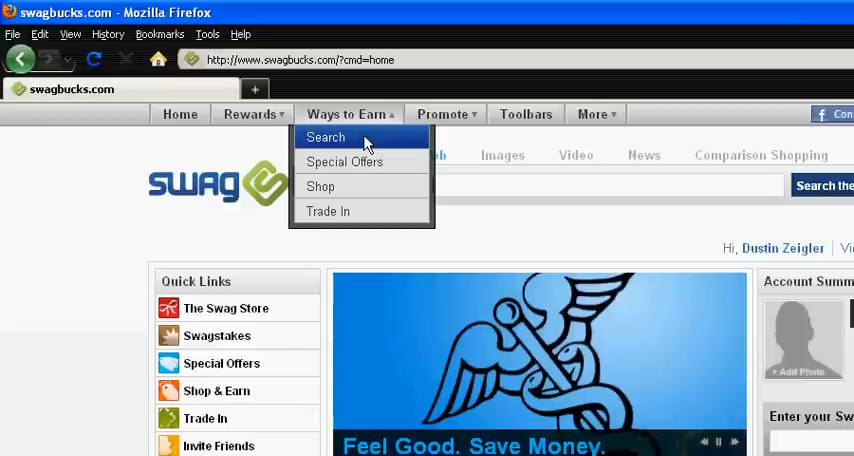 swagbucks.com - Mozilla Firefox
File Edit View History Bookmarks Tools Help
http://www.swagbucks.com/?cmd=home
swagbucks.com +
Home Rewards Ways to Earn Promote Toolbars More f Con
Search
Special Offers
Shop
Trade In
eb Images Video News Comparison Shopping
swag
Search the
Hi, Dustin Zeigler Vi
Quick Links
The Swag Store
Swagstakes
Special Offers
Shop & Earn
Trade In
Invite Friends
Feel Good. Save Money.
Account Summ
+ Add Photo
Enter your Sw